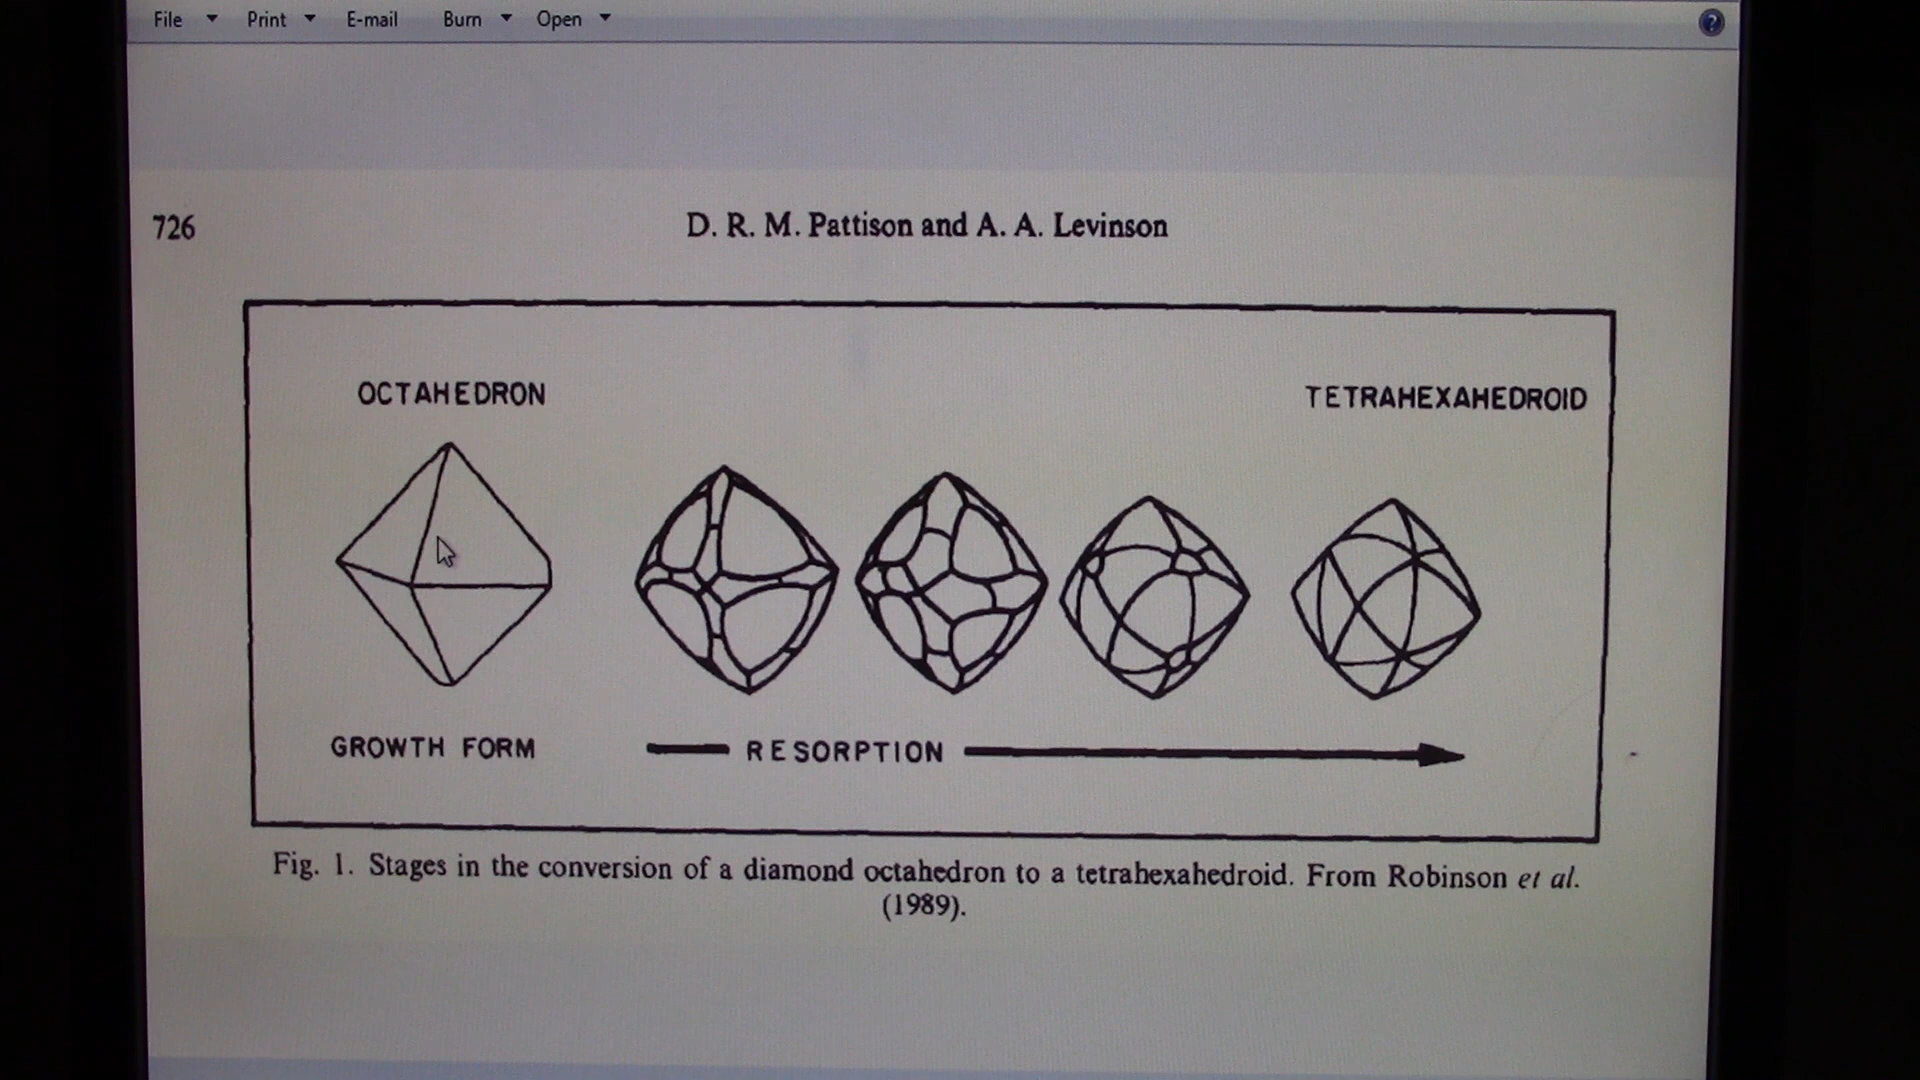 File Print E-mail Burn Open ?
726 D. R. M. Pattison and A. A. Levinson
OCTAHEDRON TETRAHEXAHEDROID
GROWTH FORM RESORPTION
Fig. 1. Stages in the conversion of a diamond octahedron to a tetrahexahedroid. From Robinson et al.
(1989).